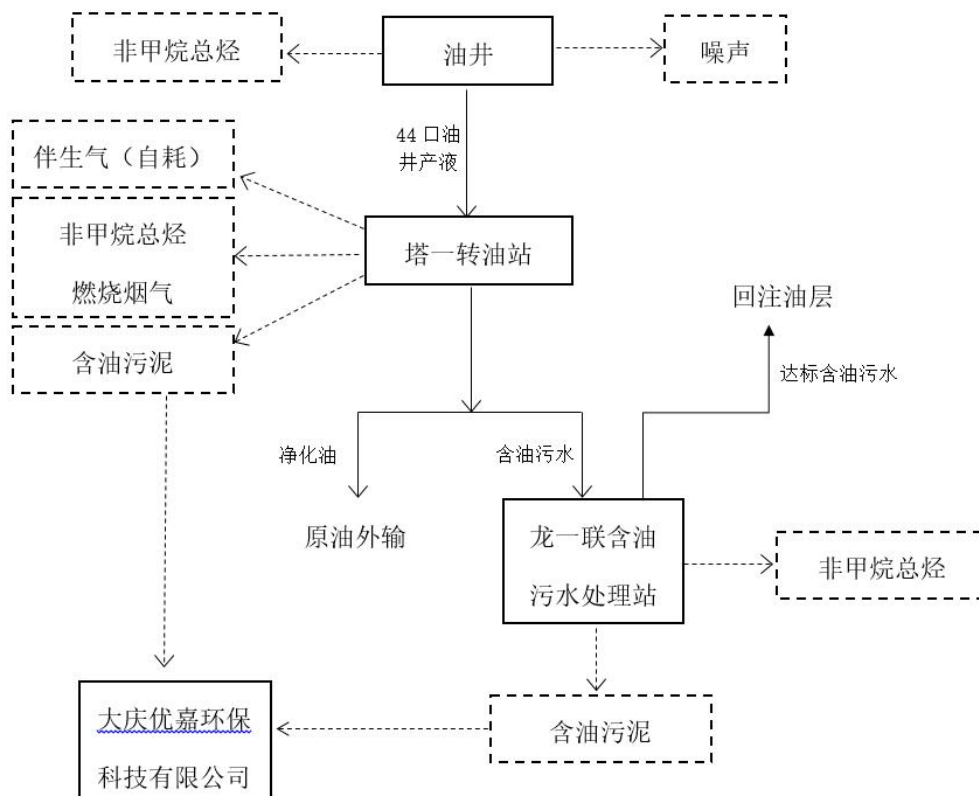 非甲烷总烃
油井
噪声
44 口油
井产液
伴生气（自耗）
非甲烷总烃
燃烧烟气
塔一转油站
含油污泥
回注油层
达标含油污水
净化油
含油污水
原油外输
龙一联含油
污水处理站
非甲烷总烃
大庆优嘉环保
科技有限公司
含油污泥